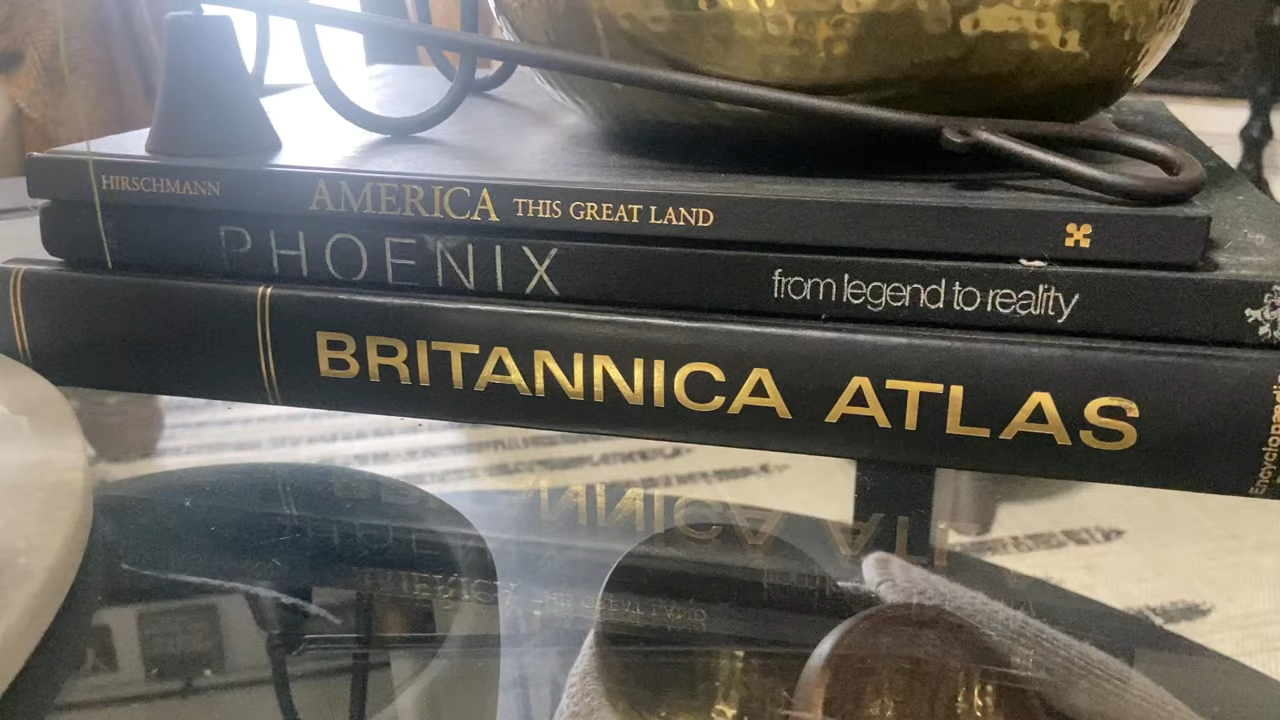 HIRSCHMANN AMERICA THIS GREAT LAND
PHOENIX from legend to reality
BRITANNICA ATLAS